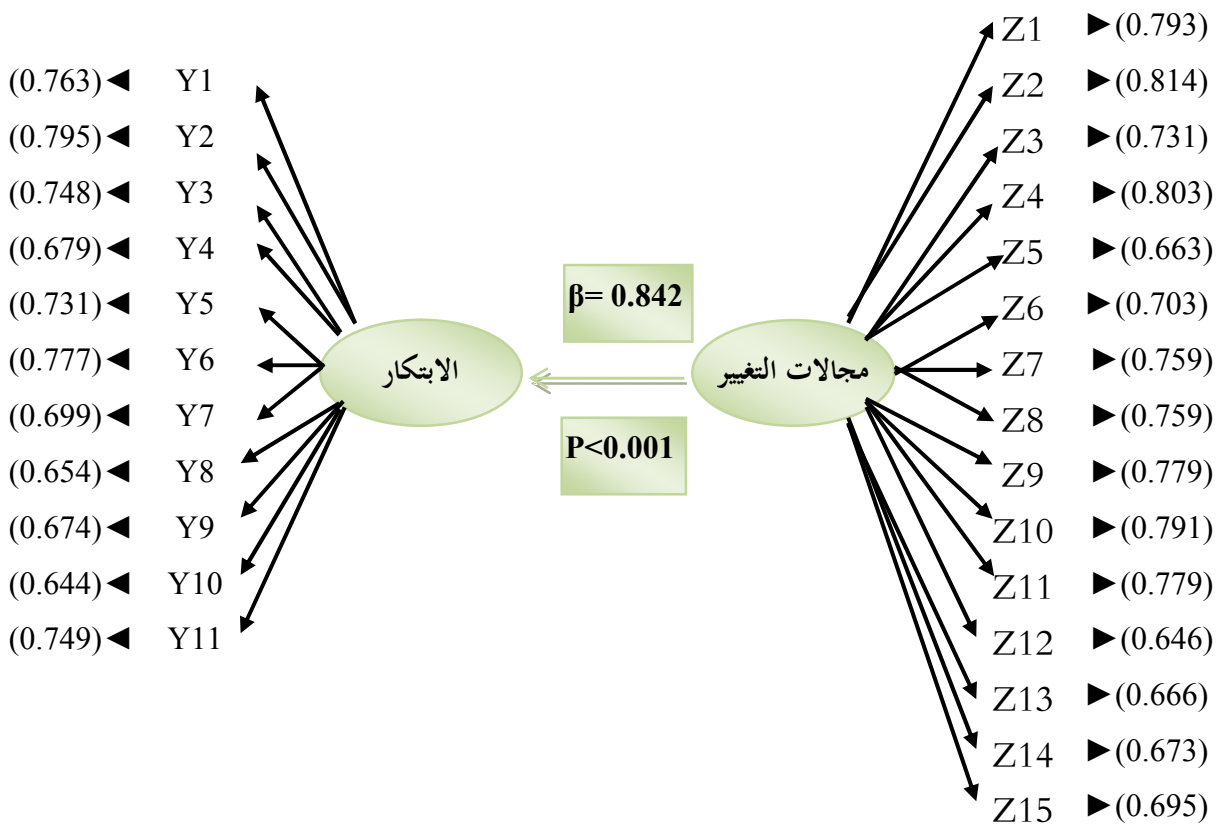 (0.763)◄ Y1
(0.795)◄ Y2
(0.748)◄ Y3
(0.679)◄ Y4
(0.731)◄ Y5
(0.777)◄ Y6
(0.699)◄ Y7
(0.654)◄ Y8
(0.674)◄ Y9
(0.644)◄ Y10
(0.749)◄ Y11
الابتكار
β= 0.842
P<0.001
مجالات التغيير
Z1 ►(0.793)
Z2 ►(0.814)
Z3 ►(0.731)
Z4 ►(0.803)
Z5 ►(0.663)
Z6 ►(0.703)
Z7 ►(0.759)
Z8 ►(0.759)
Z9 ►(0.779)
Z10 ►(0.791)
Z11 ►(0.779)
Z12 ►(0.646)
Z13 ►(0.666)
Z14 ►(0.673)
Z15 ►(0.695)